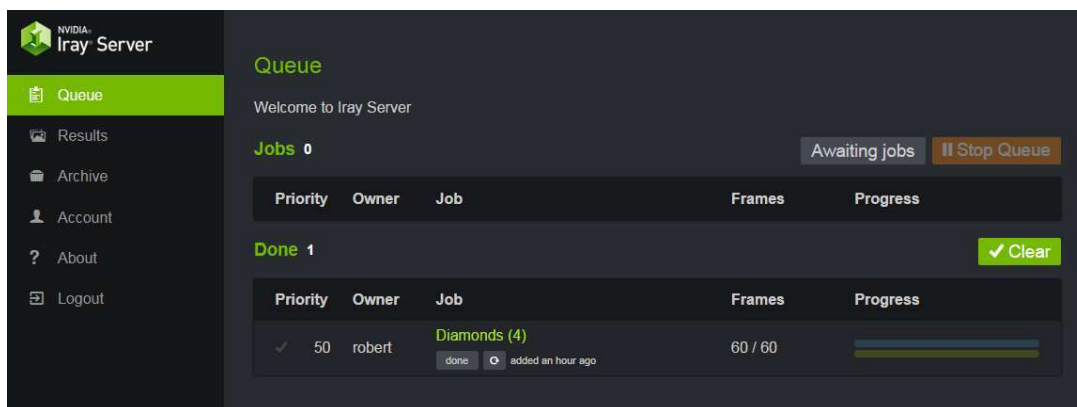 NVIDIA®
Iray® Server
Queue
Results
Archive
Account
? About
Logout
Queue
Welcome to Iray Server
Jobs 0
Awaiting jobs
Stop Queue
Priority Owner Job Frames Progress
Done 1
Clear
Priority Owner Job Frames Progress
50 robert Diamonds (4) 60 / 60
done added an hour ago